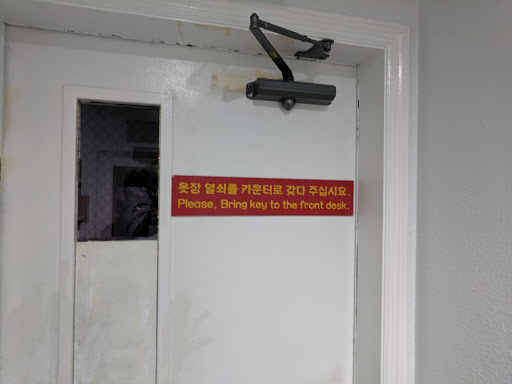 옷장 열쇠를 카운터로 갖다 주십시요.
Please, Bring key to the front desk.